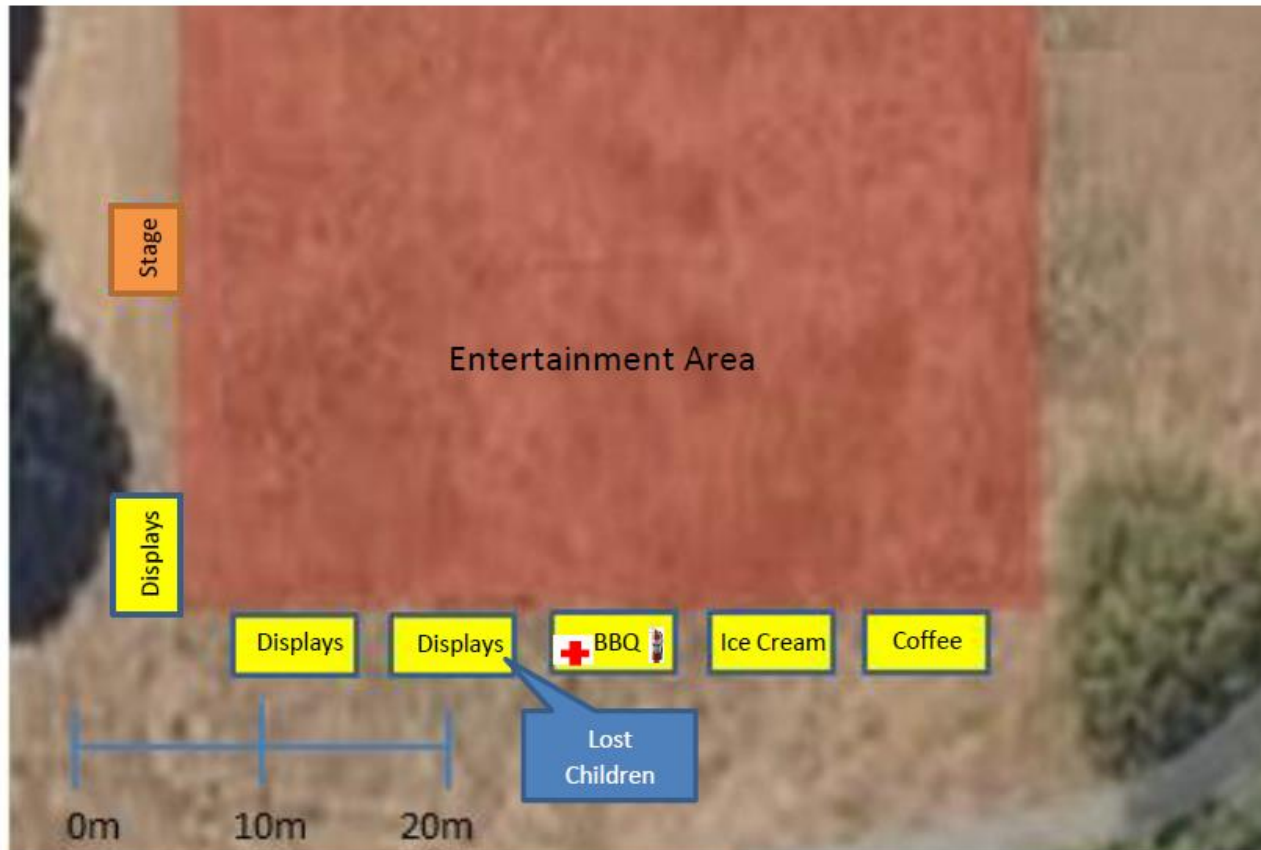 Stage
Entertainment Area
Displays
Displays
Displays
BBQ
Ice Cream
Coffee
Lost
Children
0m
10m
20m